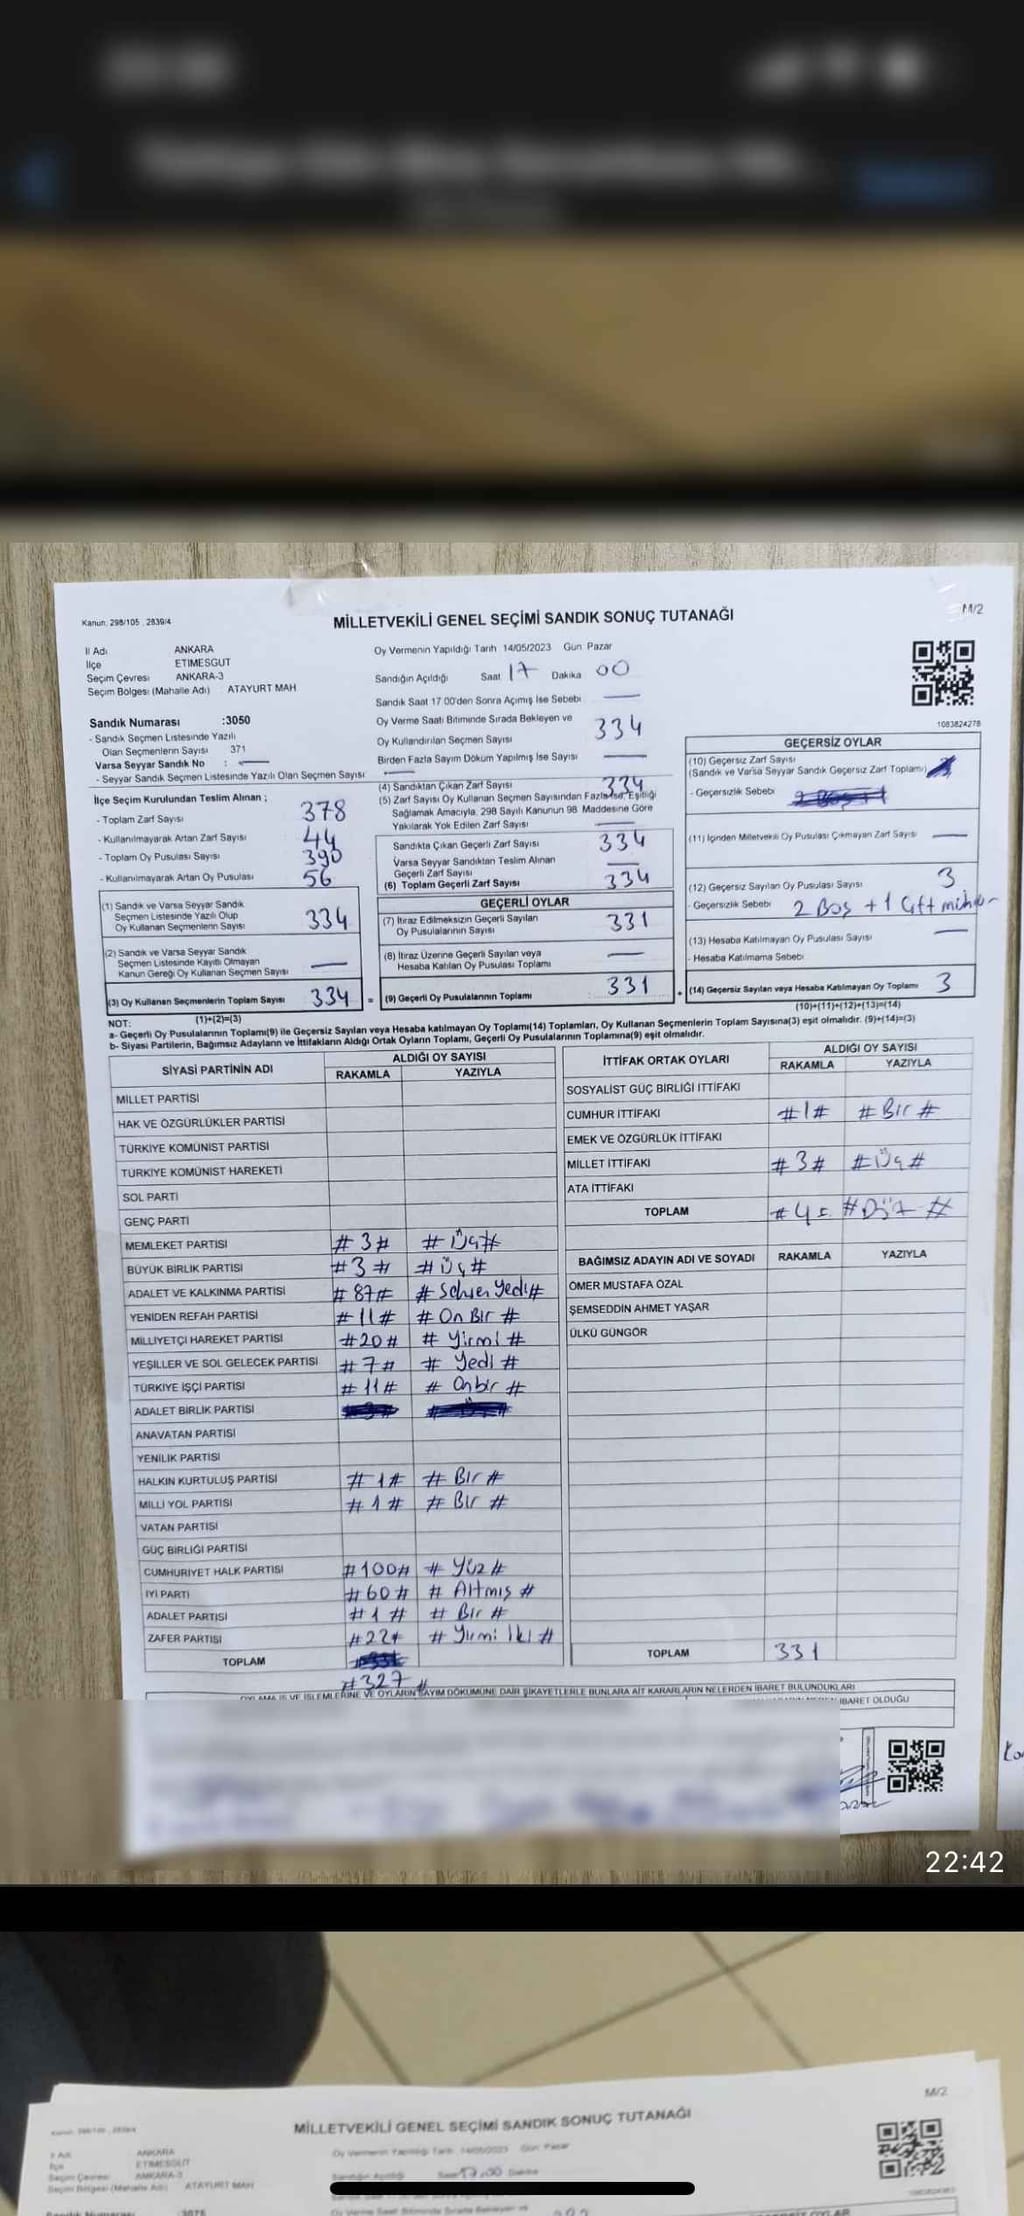 Kanun: 298/105 , 2839/4
MİLLETVEKİLİ GENEL SEÇİMİ SANDIK SONUÇ TUTANAĞI
M/2
İl Adı ANKARA
İlçe ETİMESGUT
Seçim Çevresi ANKARA-3
Seçim Bölgesi (Mahalle Adı) ATAYURT MAH
Oy Vermenin Yapıldığı Tarih 14/05/2023 Gün Pazar
Sandığın Açıldığı Saat 17 Dakika 00
Sandık Saat 17 00'den Sonra Açımış İse Sebebi —
Oy Verme Saati Bitiminde Sırada Bekleyen ve
Oy Kullandırılan Seçmen Sayısı 334
Birden Fazla Sayım Döküm Yapılmış İse Sayısı —
1083824278
Sandık Numarası :3050
- Sandık Seçmen Listesinde Yazılı
Olan Seçmenlerin Sayısı 371
Varsa Seyyar Sandık No : —
- Seyyar Sandık Seçmen Listesinde Yazılı Olan Seçmen Sayısı —
İlçe Seçim Kurulundan Teslim Alınan ;
- Toplam Zarf Sayısı 378
- Kullanılmayarak Artan Zarf Sayısı 44
- Toplam Oy Pusulası Sayısı 390
- Kullanılmayarak Artan Oy Pusulası 56
(1) Sandık ve Varsa Seyyar Sandık
Seçmen Listesinde Yazılı Olup
Oy Kullanan Seçmenlerin Sayısı 334
(2) Sandık ve Varsa Seyyar Sandık
Seçmen Listesinde Kayıtlı Olmayan
Kanun Gereği Oy Kullanan Seçmen Sayısı —
(3) Oy Kullanan Seçmenlerin Toplam Sayısı 334 =
(1)+(2)=(3)
(4) Sandıktan Çıkan Zarf Sayısı 334
(5) Zarf Sayısı Oy Kullanan Seçmen Sayısından Fazla ise, Eşitliği
Sağlamak Amacıyla, 298 Sayılı Kanunun 98 Maddesine Göre
Yakılarak Yok Edilen Zarf Sayısı —
Sandıkta Çıkan Geçerli Zarf Sayısı 334
Varsa Seyyar Sandıktan Teslim Alınan
Geçerli Zarf Sayısı —
(6) Toplam Geçerli Zarf Sayısı 334
GEÇERLİ OYLAR
(7) İtiraz Edilmeksizin Geçerli Sayılan
Oy Pusulalarının Sayısı 331
(8) İtiraz Üzerine Geçerli Sayılan veya
Hesaba Katılan Oy Pusulası Toplamı —
(9) Geçerli Oy Pusulalarının Toplamı 331 +
GEÇERSİZ OYLAR
(10) Geçersiz Zarf Sayısı
(Sandık ve Varsa Seyyar Sandık Geçersiz Zarf Toplamı)
- Geçersizlik Sebebi
(11) İçinden Milletvekili Oy Pusulası Çıkmayan Zarf Sayısı —
(12) Geçersiz Sayılan Oy Pusulası Sayısı 3
- Geçersizlik Sebebi 2 Boş + 1 Çift mühür
(13) Hesaba Katılmayan Oy Pusulası Sayısı —
- Hesaba Katılmama Sebebi
(14) Geçersiz Sayılan veya Hesaba Katılmayan Oy Toplamı 3
(10)+(11)+(12)+(13)=(14)
NOT:
a- Geçerli Oy Pusulalarının Toplamı(9) ile Geçersiz Sayılan veya Hesaba katılmayan Oy Toplamı(14) Toplamları, Oy Kullanan Seçmenlerin Toplam Sayısına(3) eşit olmalıdır. (9)+(14)=(3)
b- Siyasi Partilerin, Bağımsız Adayların ve İttifakların Aldığı Ortak Oyların Toplamı, Geçerli Oy Pusulalarının Toplamına(9) eşit olmalıdır.
SİYASİ PARTİNİN ADI ALDIĞI OY SAYISI
RAKAMLA YAZIYLA
MİLLET PARTİSİ
HAK VE ÖZGÜRLÜKLER PARTİSİ
TÜRKİYE KOMÜNİST PARTİSİ
TÜRKİYE KOMÜNİST HAREKETİ
SOL PARTİ
GENÇ PARTİ
MEMLEKET PARTİSİ #3# #Üç#
BÜYÜK BİRLİK PARTİSİ #3# #Üç#
ADALET VE KALKINMA PARTİSİ #87# #Seksen Yedi#
YENİDEN REFAH PARTİSİ #11# #On Bir#
MİLLİYETÇİ HAREKET PARTİSİ #20# #Yirmi#
YEŞİLLER VE SOL GELECEK PARTİSİ #7# #Yedi#
TÜRKİYE İŞÇİ PARTİSİ #11# #Onbir#
ADALET BİRLİK PARTİSİ
ANAVATAN PARTİSİ
YENİLİK PARTİSİ
HALKIN KURTULUŞ PARTİSİ #1# #Bir#
MİLLİ YOL PARTİSİ #1# #Bir#
VATAN PARTİSİ
GÜÇ BİRLİĞİ PARTİSİ
CUMHURİYET HALK PARTİSİ #100# #Yüz#
İYİ PARTİ #60# #Altmış#
ADALET PARTİSİ #1# #Bir#
ZAFER PARTİSİ #22# #Yirmi İki#
TOPLAM
#327#
İTTİFAK ORTAK OYLARI ALDIĞI OY SAYISI
RAKAMLA YAZIYLA
SOSYALİST GÜÇ BİRLİĞİ İTTİFAKI
CUMHUR İTTİFAKI #1# #Bir#
EMEK VE ÖZGÜRLÜK İTTİFAKI
MİLLET İTTİFAKI #3# #Üç#
ATA İTTİFAKI
TOPLAM #4# #Dört#
BAĞIMSIZ ADAYIN ADI VE SOYADI RAKAMLA YAZIYLA
ÖMER MUSTAFA ÖZAL
ŞEMSEDDİN AHMET YAŞAR
ÜLKÜ GÜNGÖR
TOPLAM 331
OYLAMA İŞ VE İŞLEMLERİNE VE OYLARIN SAYIM DÖKÜMÜNE DAİR ŞİKAYETLERLE BUNLARA AİT KARARLARIN NELERDEN İBARET BULUNDUKLARI
İBARET OLDUĞU
22:42
M/2
MİLLETVEKİLİ GENEL SEÇİMİ SANDIK SONUÇ TUTANAĞI
İl Adı ANKARA
İlçe ETİMESGUT
Seçim Çevresi ANKARA-3
Seçim Bölgesi (Mahalle Adı) ATAYURT MAH
Oy Vermenin Yapıldığı Tarih 14/05/2023 Gün Pazar
Sandığın Açıldığı Saat 17:00 Dakika
Sandık Numarası :3075